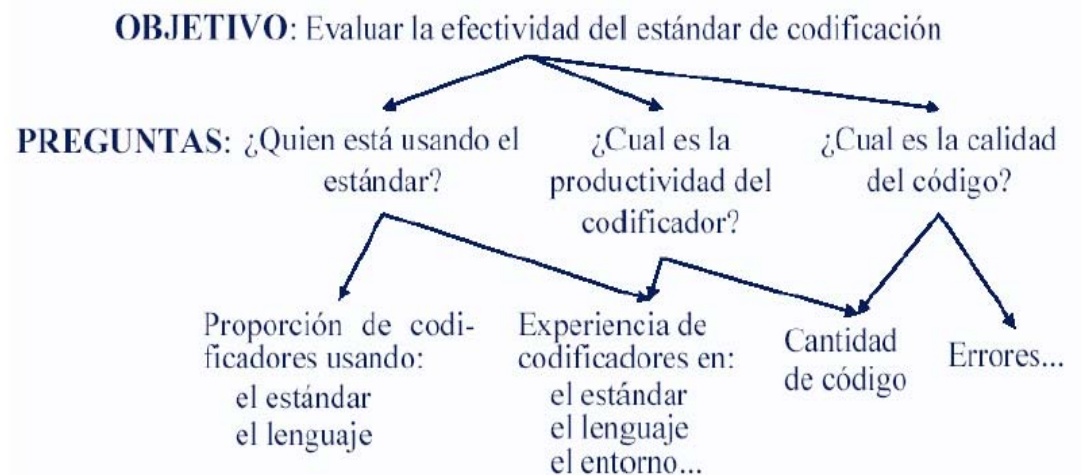 OBJETIVO: Evaluar la efectividad del estándar de codificación
PREGUNTAS: ¿Quien está usando el
estándar?
¿Cual es la
productividad del
codificador?
¿Cual es la calidad
del código?
Proporción de codi-
ficadores usando:
el estándar
el lenguaje
Experiencia de
codificadores en:
el estándar
el lenguaje
el entorno...
Cantidad
de código
Errores...